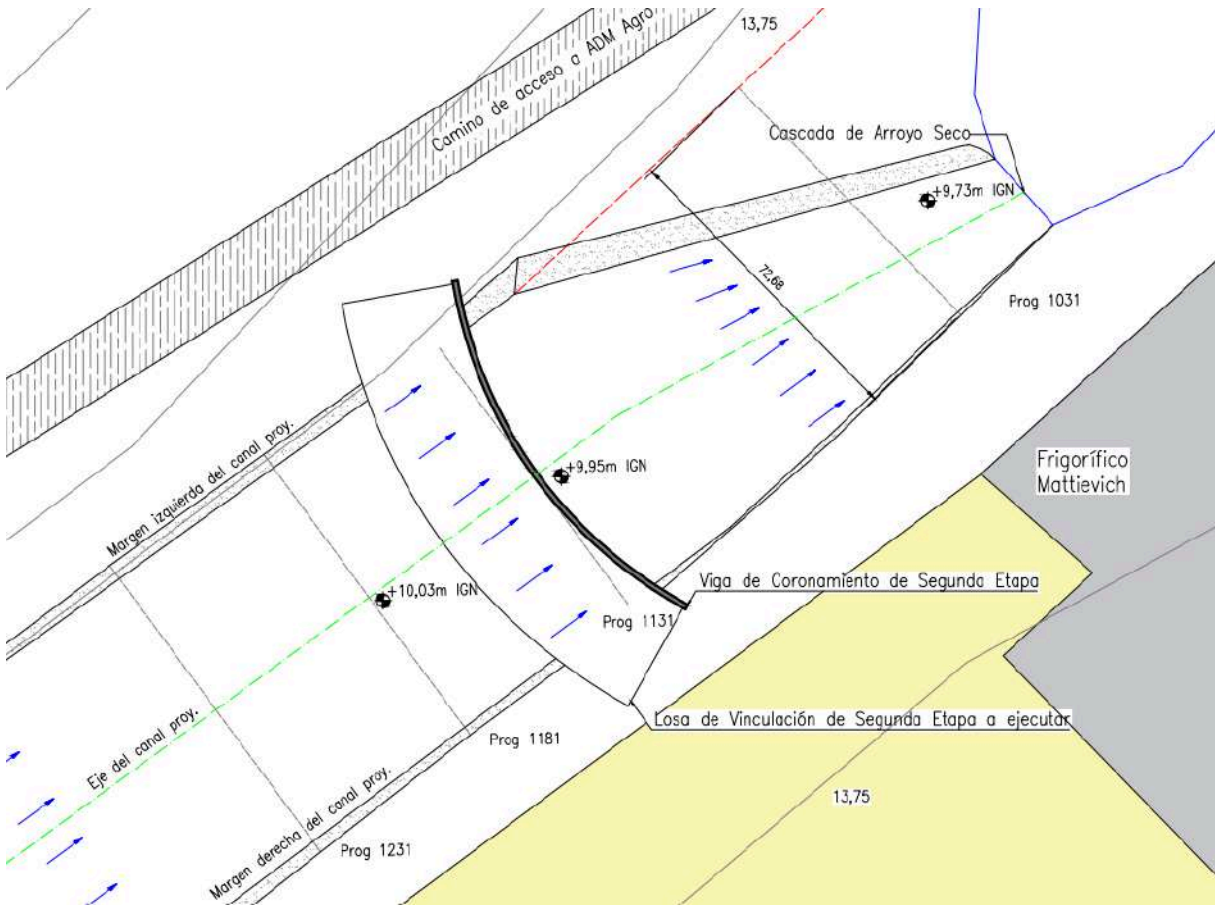 13,75
Camino de acceso a ADM Agro
Cascada de Arroyo Seco
+9,73m IGN
72,68
Prog 1031
Frigorífico
Mattievich
+9,95m IGN
Margen izquierda del canal proy.
Viga de Coronamiento de Segunda Etapa
+10,03m IGN
Prog 1131
Losa de Vinculación de Segunda Etapa a ejecutar
Eje del canal proy.
Prog 1181
13,75
Margen derecha del canal proy.
Prog 1231